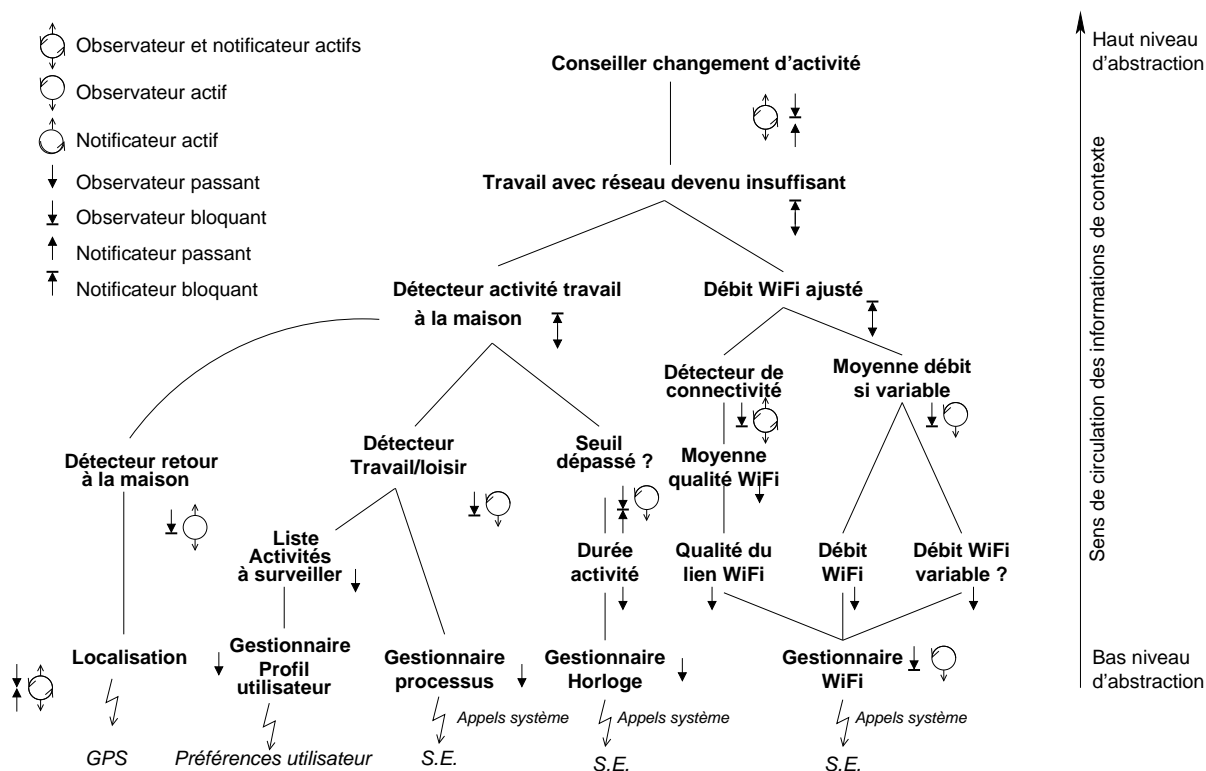 Observateur et notificateur actifs
Observateur actif
Notificateur actif
Observateur passant
Observateur bloquant
Notificateur passant
Notificateur bloquant
Haut niveau
d'abstraction
Conseiller changement d'activité
Travail avec réseau devenu insuffisant
Détecteur activité travail
à la maison
Débit WiFi ajusté
Détecteur de
connectivité
Moyenne débit
si variable
Détecteur retour
à la maison
Détecteur
Travail/loisir
Seuil
dépassé ?
Moyenne
qualité WiFi
Liste
Activités
à surveiller
Durée
activité
Qualité du
lien WiFi
Débit
WiFi
Débit WiFi
variable ?
Localisation
Gestionnaire
Profil
utilisateur
Gestionnaire
processus
Gestionnaire
Horloge
Gestionnaire
WiFi
Bas niveau
d'abstraction
Sens de circulation des informations de contexte
Appels système
Appels système
Appels système
GPS
Préférences utilisateur
S.E.
S.E.
S.E.